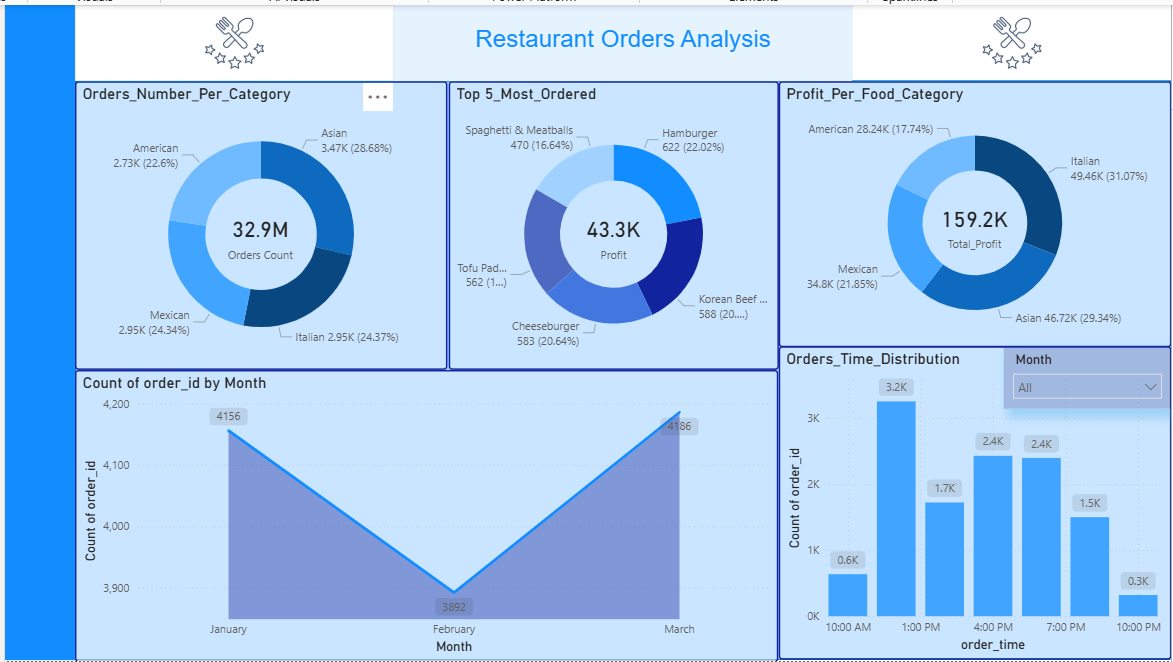 Restaurant Orders Analysis
Orders_Number_Per_Category
Asian
3.47K (28.68%)
American
2.73K (22.6%)
32.9M
Orders Count
Mexican
2.95K (24.34%)
Italian 2.95K (24.37%)
Top 5_Most_Ordered
Spaghetti & Meatballs
470 (16.64%)
Hamburger
622 (22.02%)
43.3K
Profit
Tofu Pad...
562 (1...)
Korean Beef ...
588 (20....)
Cheeseburger
583 (20.64%)
Profit_Per_Food_Category
American 28.24K (17.74%)
Italian
49.46K (31.07%)
159.2K
Total_Profit
Mexican
34.8K (21.85%)
Asian 46.72K (29.34%)
Count of order_id by Month
4,200
4,100
4,000
3,900
Count of order_id
4156
3892
4186
January
February
March
Month
Orders_Time_Distribution
Month
All
3K
2K
1K
0K
Count of order_id
0.6K
3.2K
1.7K
2.4K
2.4K
1.5K
0.3K
10:00 AM
1:00 PM
4:00 PM
7:00 PM
10:00 PM
order_time